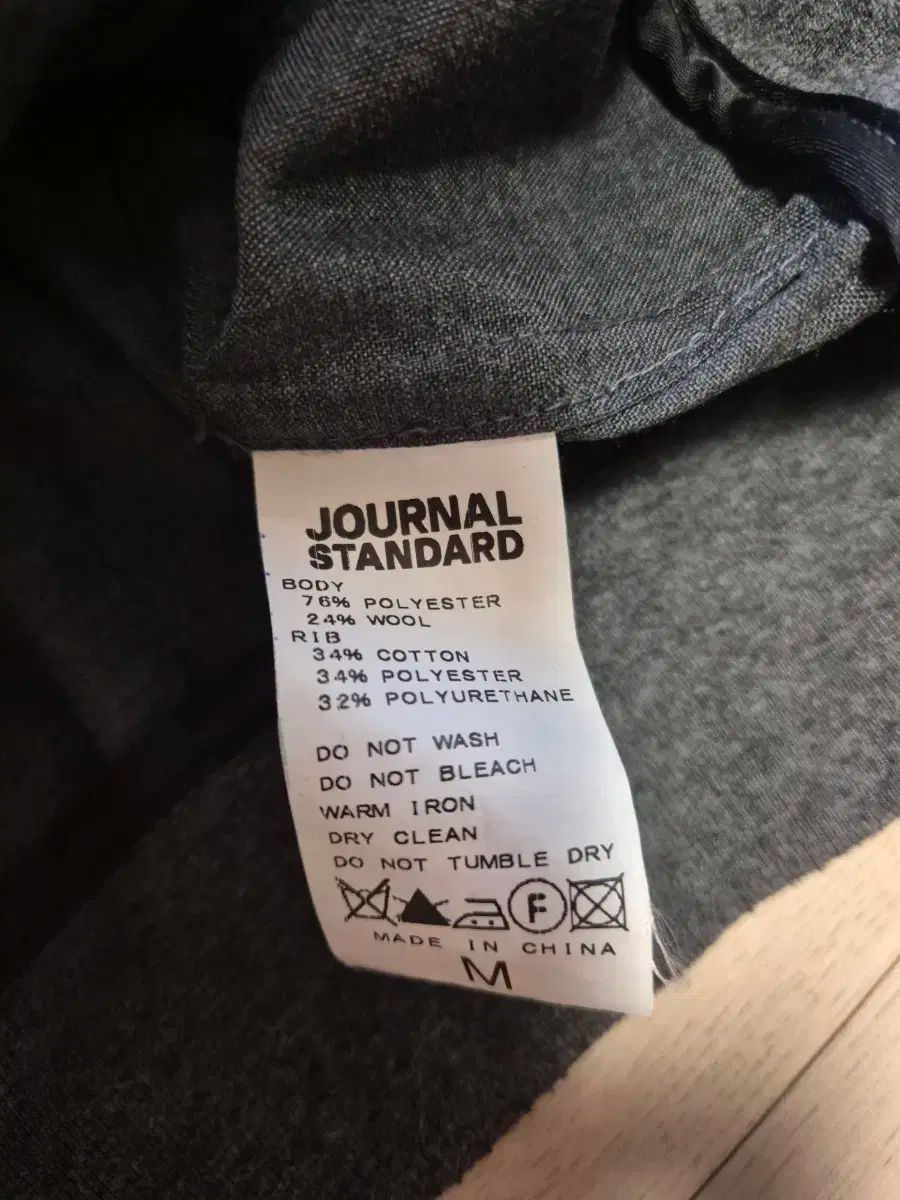 JOURNAL
STANDARD
BODY
76% POLYESTER
24% WOOL
RIB
34% COTTON
34% POLYESTER
32% POLYURETHANE
DO NOT WASH
DO NOT BLEACH
WARM IRON
DRY CLEAN
DO NOT TUMBLE DRY
F
MADE IN CHINA
M